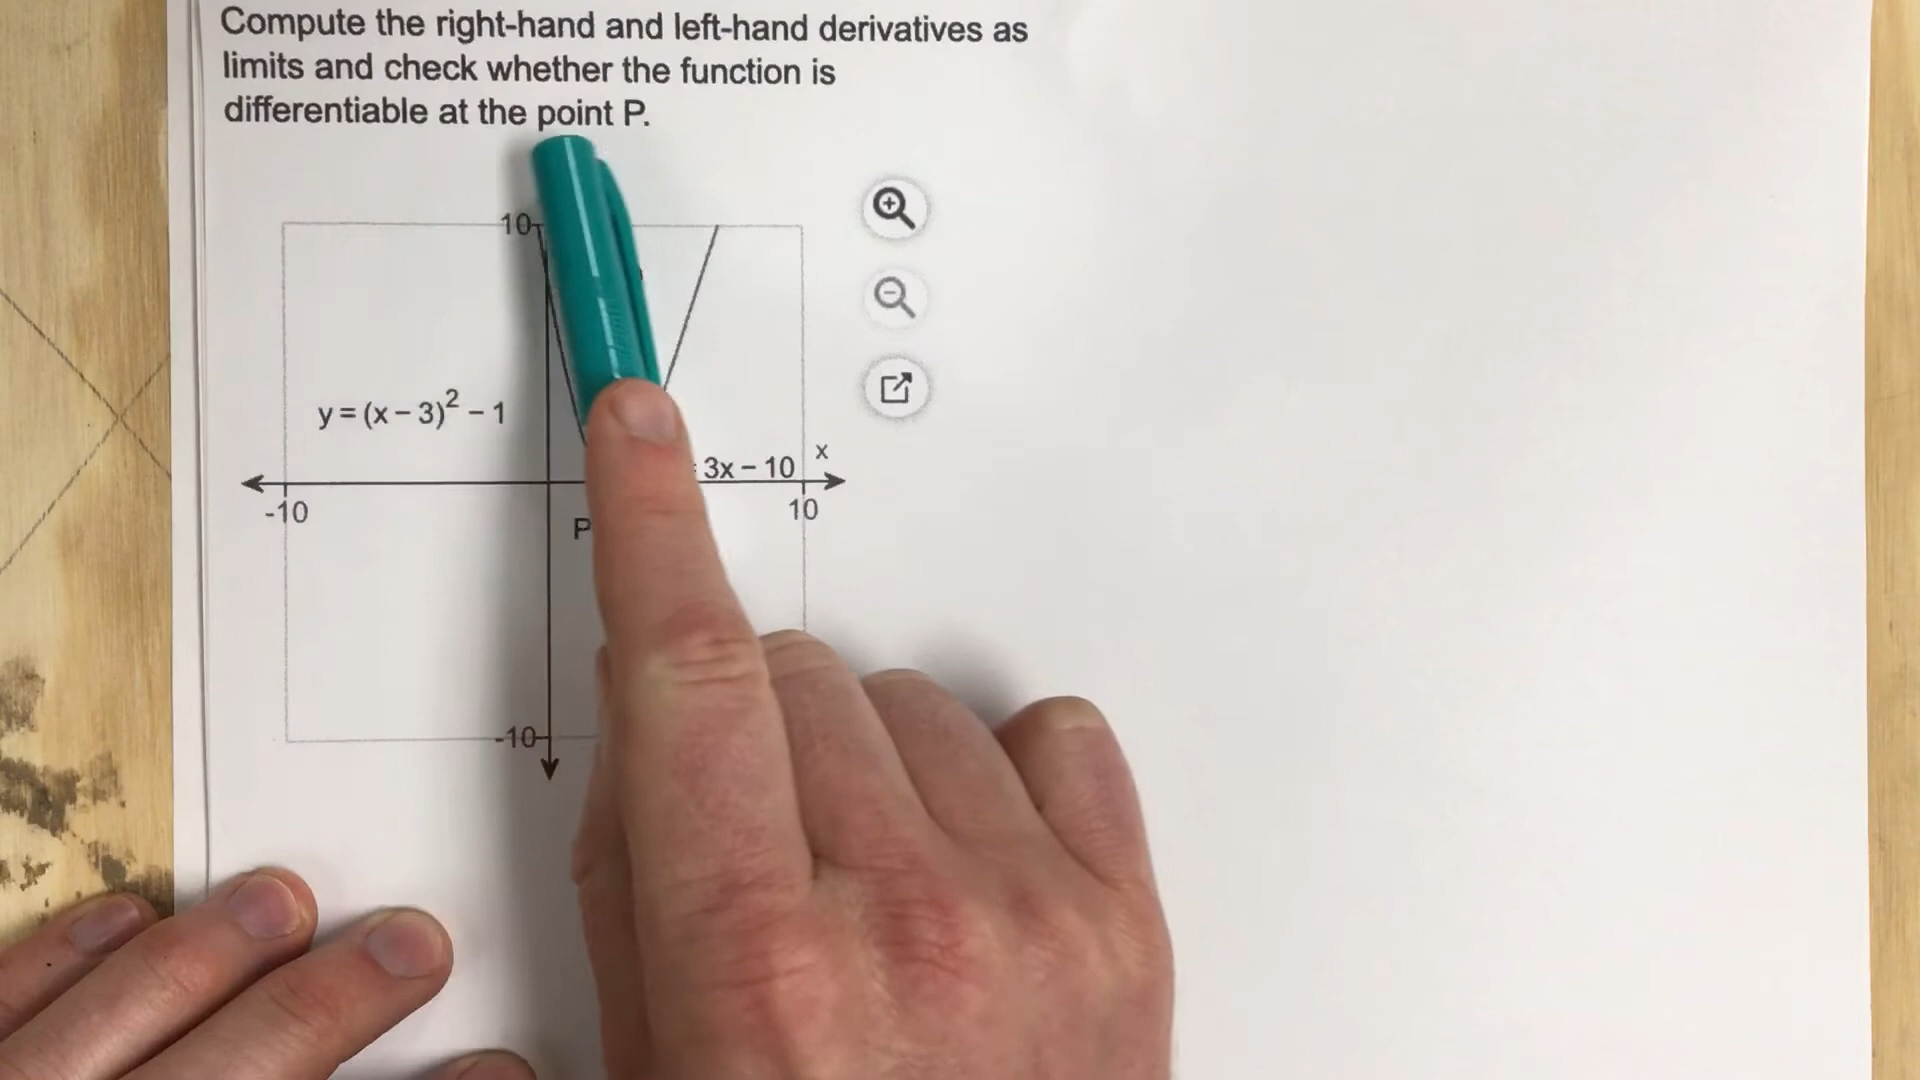 Compute the right-hand and left-hand derivatives as
limits and check whether the function is
differentiable at the point P.
10
y = (x – 3)² – 1
3x – 10
x
-10
10
P
-10